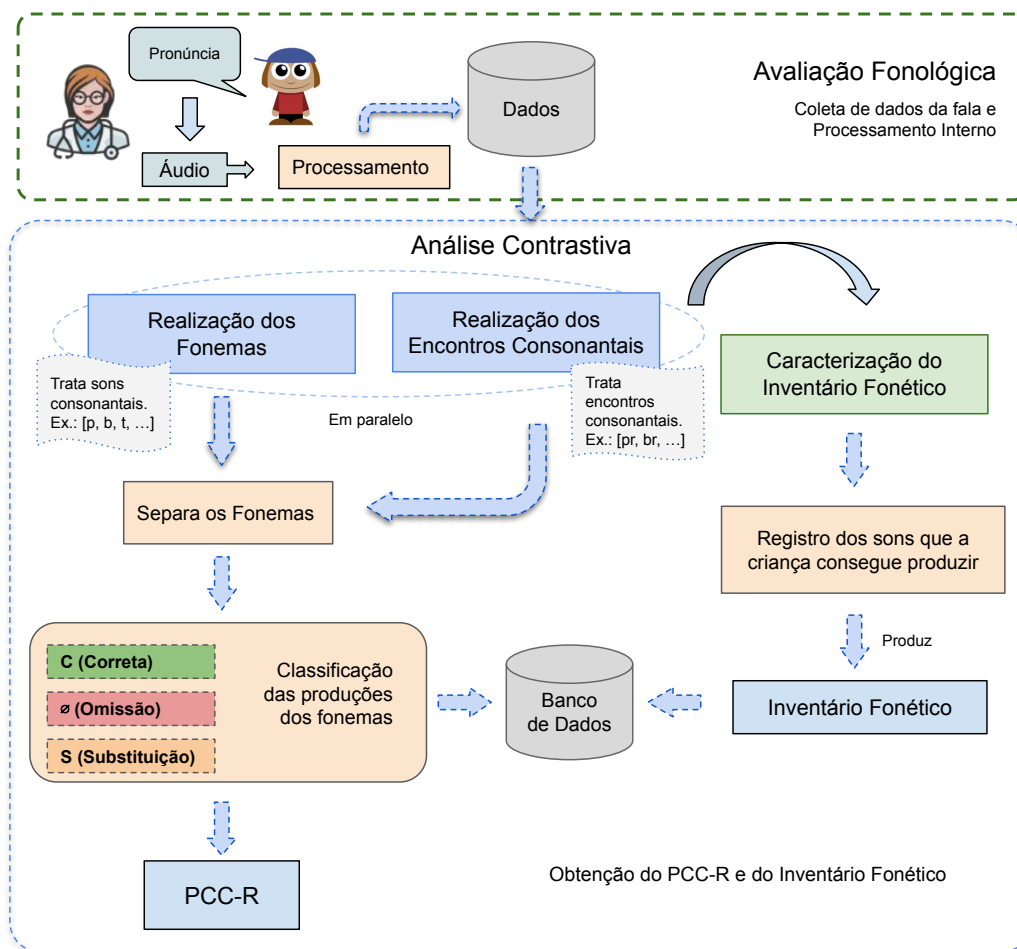 Pronúncia
Áudio
Processamento
Dados
Avaliação Fonológica
Coleta de dados da fala e
Processamento Interno
Análise Contrastiva
Realização dos
Fonemas
Realização dos
Encontros Consonantais
Trata sons
consonantais.
Ex.: [p, b, t, …]
Em paralelo
Trata
encontros
consonantais.
Ex.: [pr, br, …]
Caracterização do
Inventário Fonético
Separa os Fonemas
Registro dos sons que a
criança consegue produzir
C (Correta)
ø (Omissão)
S (Substituição)
Classificação
das produções
dos fonemas
Banco
de Dados
Produz
Inventário Fonético
PCC-R
Obtenção do PCC-R e do Inventário Fonético